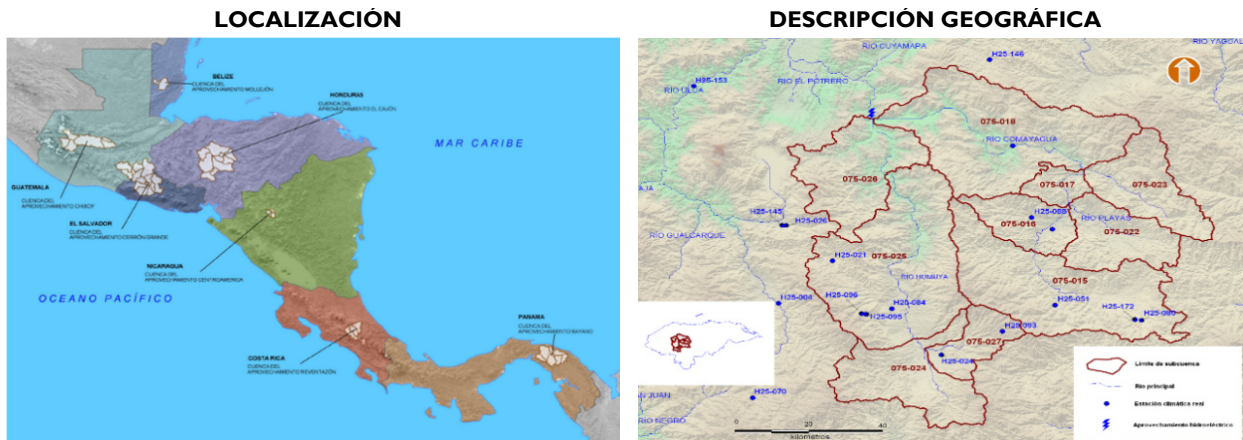 LOCALIZACIÓN
BELIZE
CUENCA DEL
APROVECHAMIENTO MOLLEJÓN
HONDURAS
CUENCA DEL
APROVECHAMIENTO EL CAJÓN
MAR CARIBE
GUATEMALA
CUENCA DEL
APROVECHAMIENTO CHIXOY
EL SALVADOR
CUENCA DEL
APROVECHAMIENTO CERRÓN GRANDE
NICARAGUA
CUENCA DEL
APROVECHAMIENTO CENTROAMERICA
OCEANO PACÍFICO
PANAMA
CUENCA DEL
APROVECHAMIENTO BAYANO
COSTA RICA
CUENCA DEL
APROVECHAMIENTO REVENTAZÓN
DESCRIPCIÓN GEOGRÁFICA
RIO CUYAMAPA
H25-146
RIO YAGUAL
H25-153
RIO ULUA
RIO EL POTRERO
075-018
RIO COMAYAGUA
075-026
075-017
075-023
H25-145
H25-026
075-016
RIO PLAYAS
075-022
RIO GUALCARQUE
H25-021
075-025
RIO HUMUYA
075-015
H25-004
H25-096
H25-084
H25-095
H25-051
H25-172
H25-093
075-027
H25-024
075-024
H25-070
SAN JUAN
RIO NEGRO
0 20 40
kilometros
Límite de subcuenca
Río principal
Estación climática real
Aprovechamiento hidroeléctrico